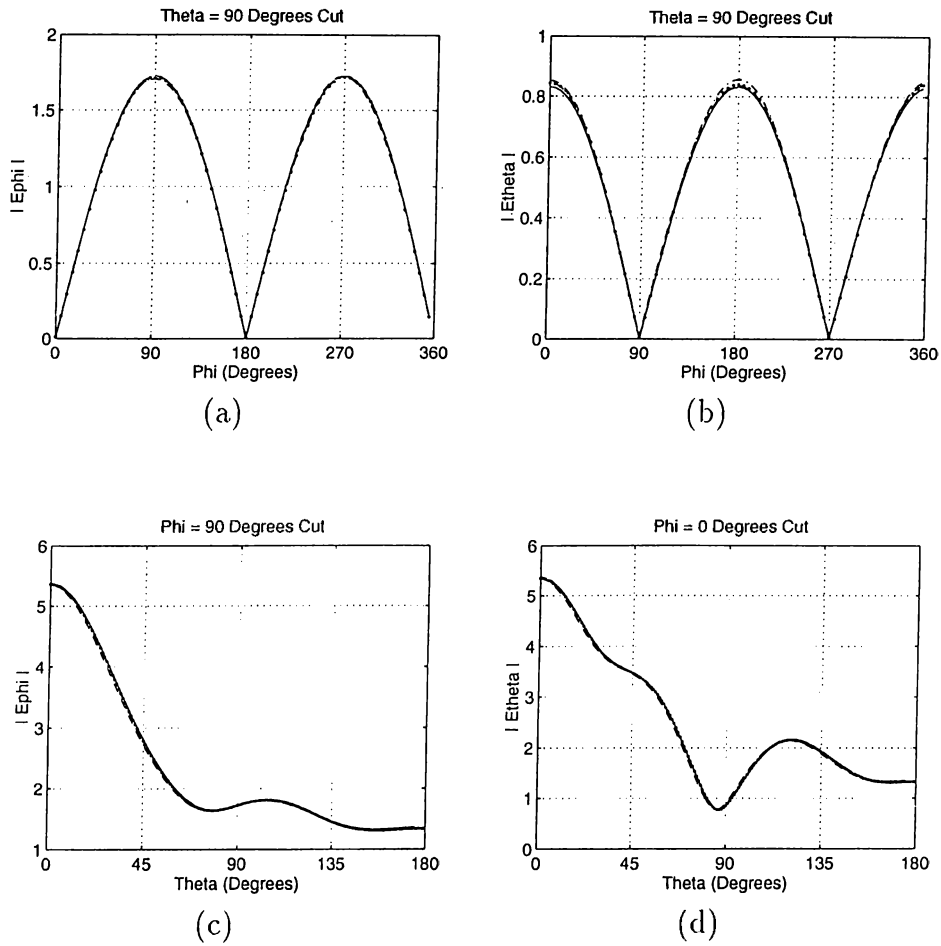 Theta = 90 Degrees Cut
2
1.5
1
0.5
0
| Ephi |
0 90 180 270 360
Phi (Degrees)
(a)
Theta = 90 Degrees Cut
1
0.8
0.6
0.4
0.2
0
| Etheta |
0 90 180 270 360
Phi (Degrees)
(b)
Phi = 90 Degrees Cut
6
5
4
3
2
1
| Ephi |
0 45 90 135 180
Theta (Degrees)
(c)
Phi = 0 Degrees Cut
6
5
4
3
2
1
0
| Etheta |
0 45 90 135 180
Theta (Degrees)
(d)